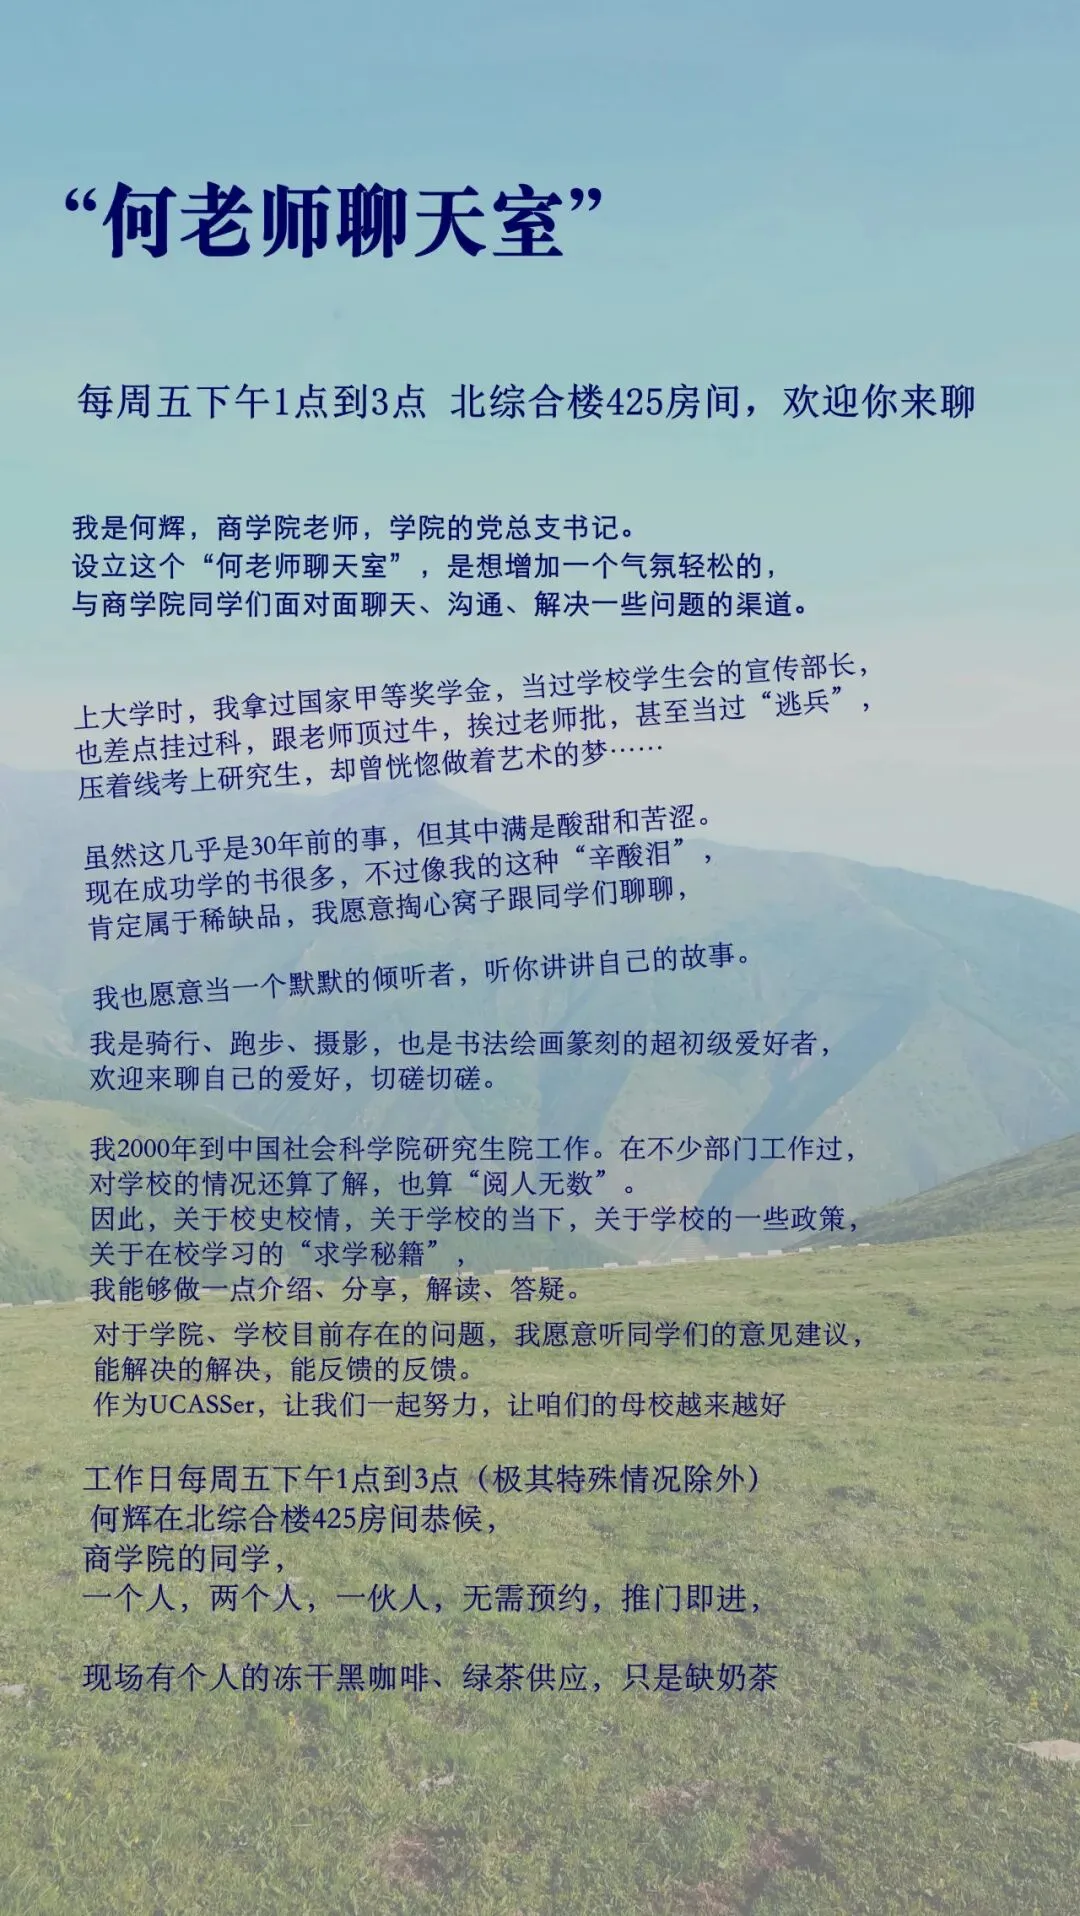 “何老师聊天室”
每周五下午1点到3点 北综合楼425房间，欢迎你来聊
我是何辉，商学院老师，学院的党总支书记。
设立这个“何老师聊天室”，是想增加一个气氛轻松的，
与商学院同学们面对面聊天、沟通、解决一些问题的渠道。
上大学时，我拿过国家甲等奖学金，当过学校学生会的宣传部长，
也差点挂过科，跟老师顶过牛，挨过老师批，甚至当过“逃兵”，
压着线考上研究生，却曾恍惚做着艺术的梦……
虽然这几乎是30年前的事，但其中满是酸甜和苦涩。
现在成功学的书很多，不过像我的这种“辛酸泪”，
肯定属于稀缺品，我愿意掏心窝子跟同学们聊聊，
我也愿意当一个默默的倾听者，听你讲讲自己的故事。
我是骑行、跑步、摄影，也是书法绘画篆刻的超初级爱好者，
欢迎来聊自己的爱好，切磋切磋。
我2000年到中国社会科学院研究生院工作。在不少部门工作过，
对学校的情况还算了解，也算“阅人无数”。
因此，关于校史校情，关于学校的当下，关于学校的一些政策，
关于在校学习的“求学秘籍”，
我能够做一点介绍、分享，解读、答疑。
对于学院、学校目前存在的问题，我愿意听同学们的意见建议，
能解决的解决，能反馈的反馈。
作为UCASSer，让我们一起努力，让咱们的母校越来越好
工作日每周五下午1点到3点（极其特殊情况除外）
何辉在北综合楼425房间恭候，
商学院的同学，
一个人，两个人，一伙人，无需预约，推门即进，
现场有个人的冻干黑咖啡、绿茶供应，只是缺奶茶